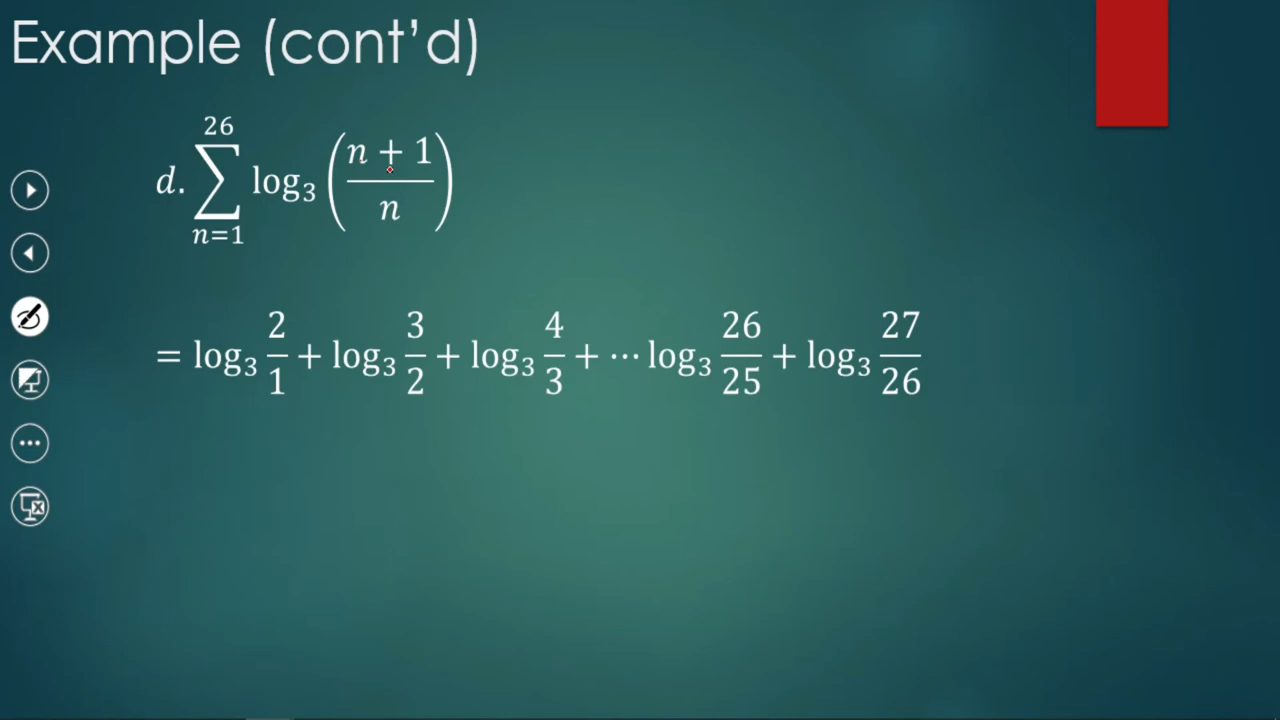 Example (cont’d)
d. ∑_{n=1}^{26} log₃ ((n + 1)/n)
= log₃ 2/1 + log₃ 3/2 + log₃ 4/3 + ⋯ log₃ 26/25 + log₃ 27/26